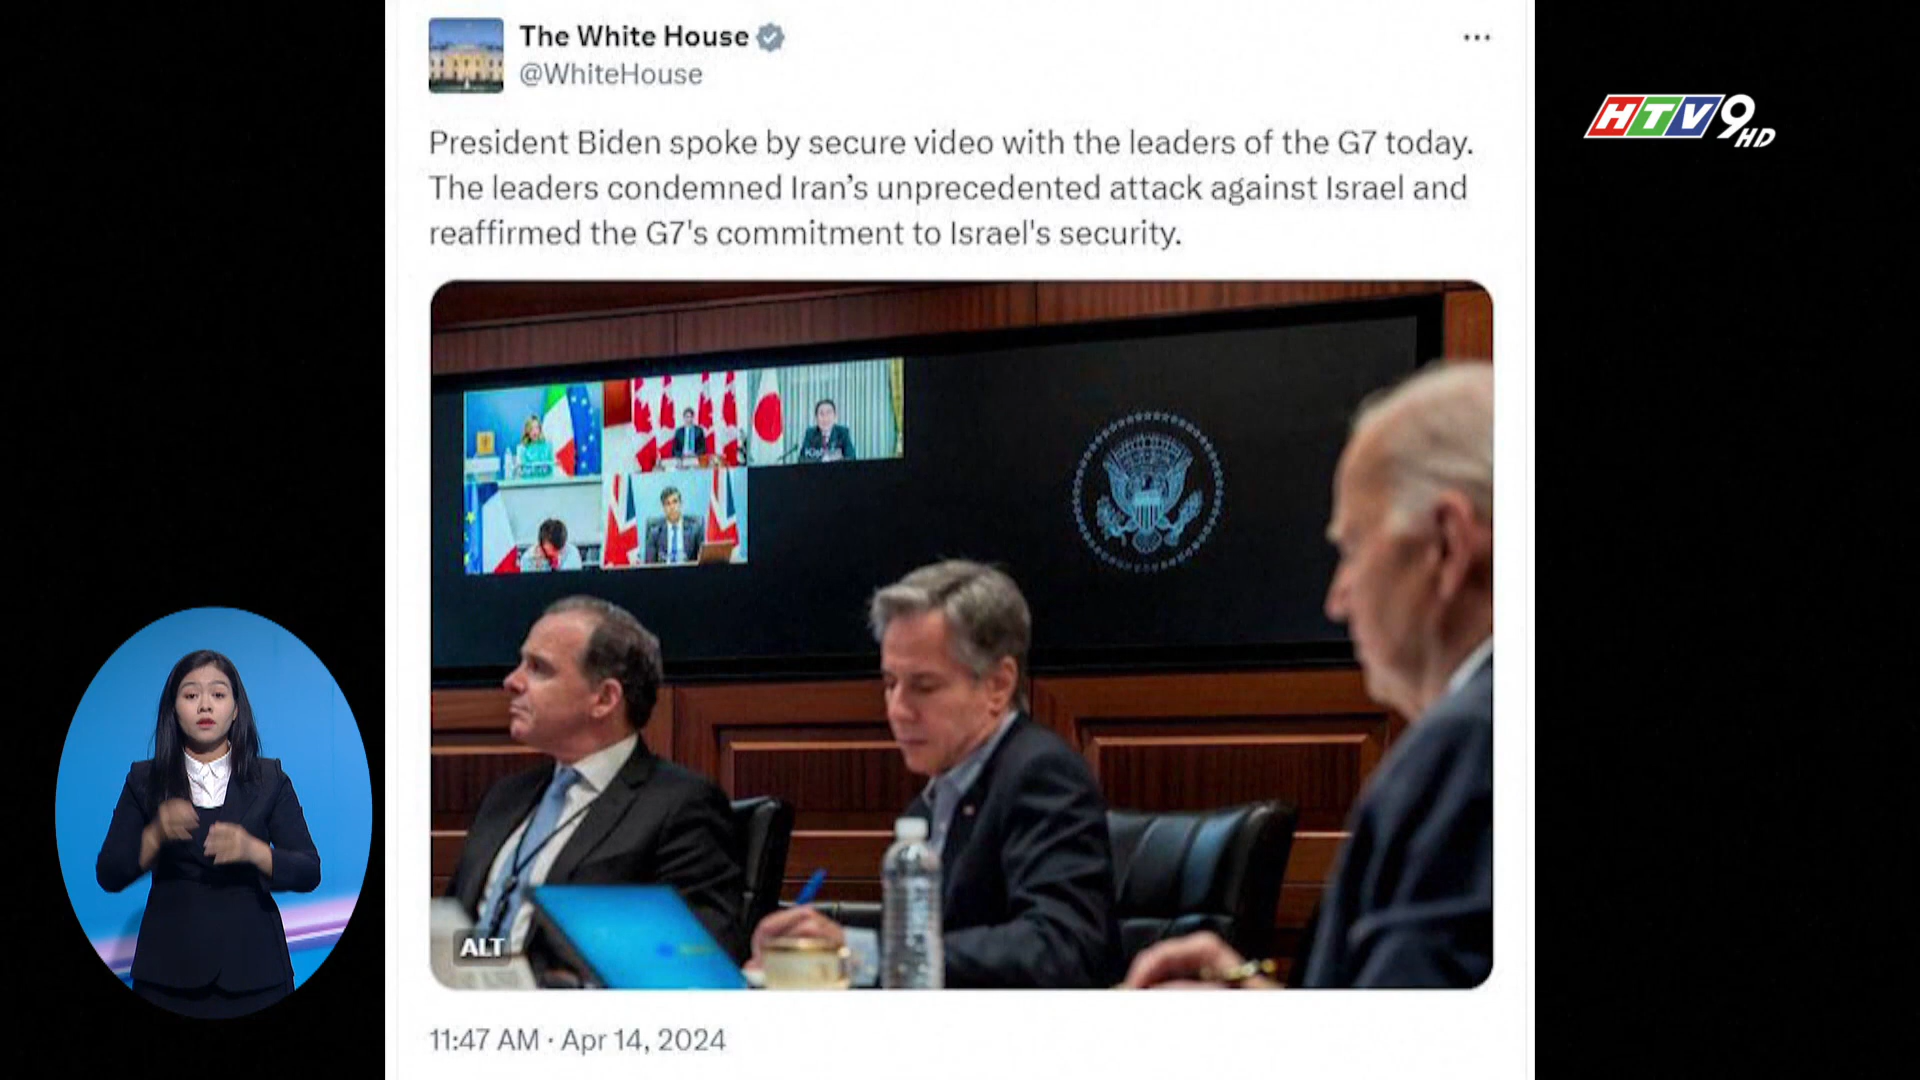 The White House
@WhiteHouse
HTV9
HD
President Biden spoke by secure video with the leaders of the G7 today.
The leaders condemned Iran’s unprecedented attack against Israel and
reaffirmed the G7's commitment to Israel's security.
ALT
11:47 AM · Apr 14, 2024